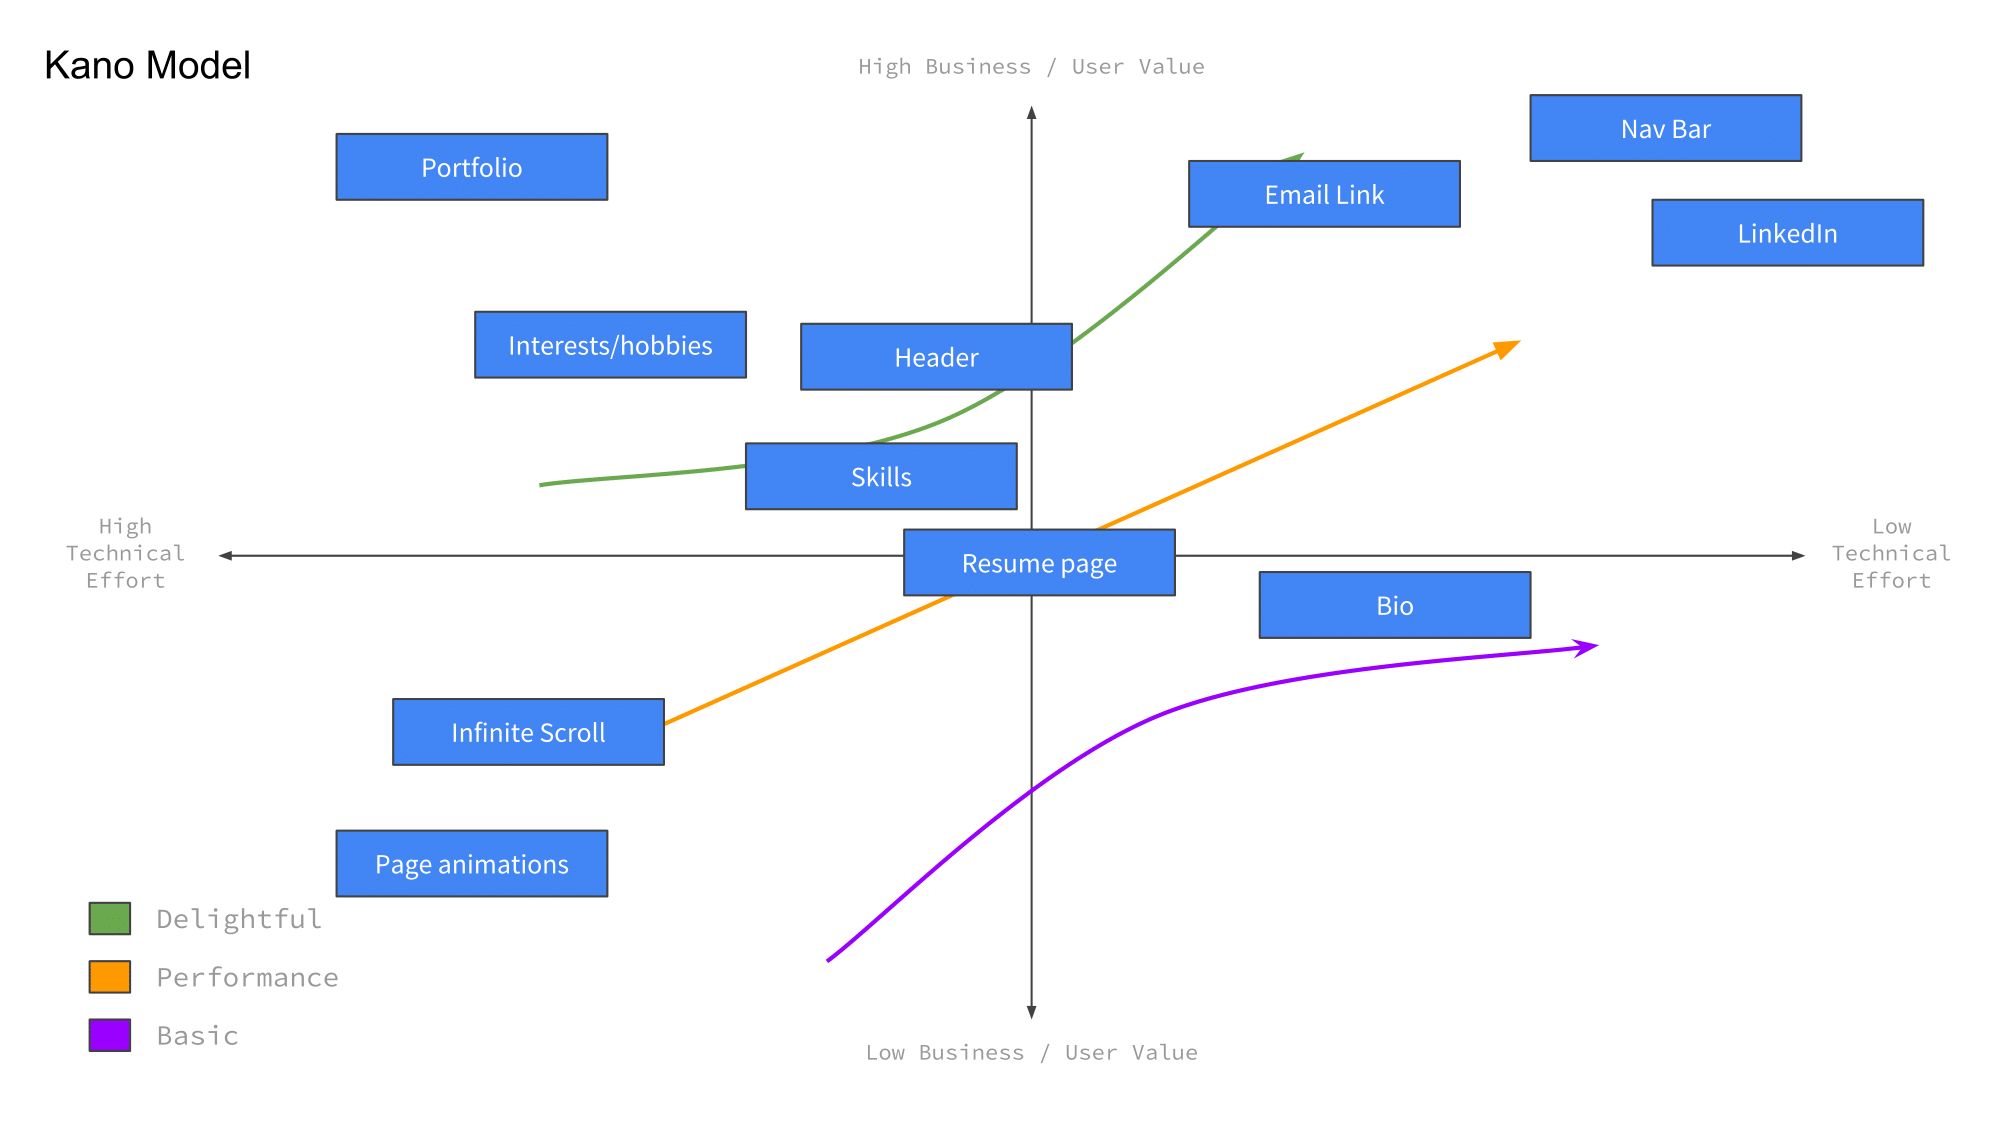 Kano Model
High Business / User Value
Nav Bar
Portfolio
Email Link
LinkedIn
Interests/hobbies
Header
Skills
High
Technical
Effort
Resume page
Low
Technical
Effort
Bio
Infinite Scroll
Page animations
Delightful
Performance
Basic
Low Business / User Value